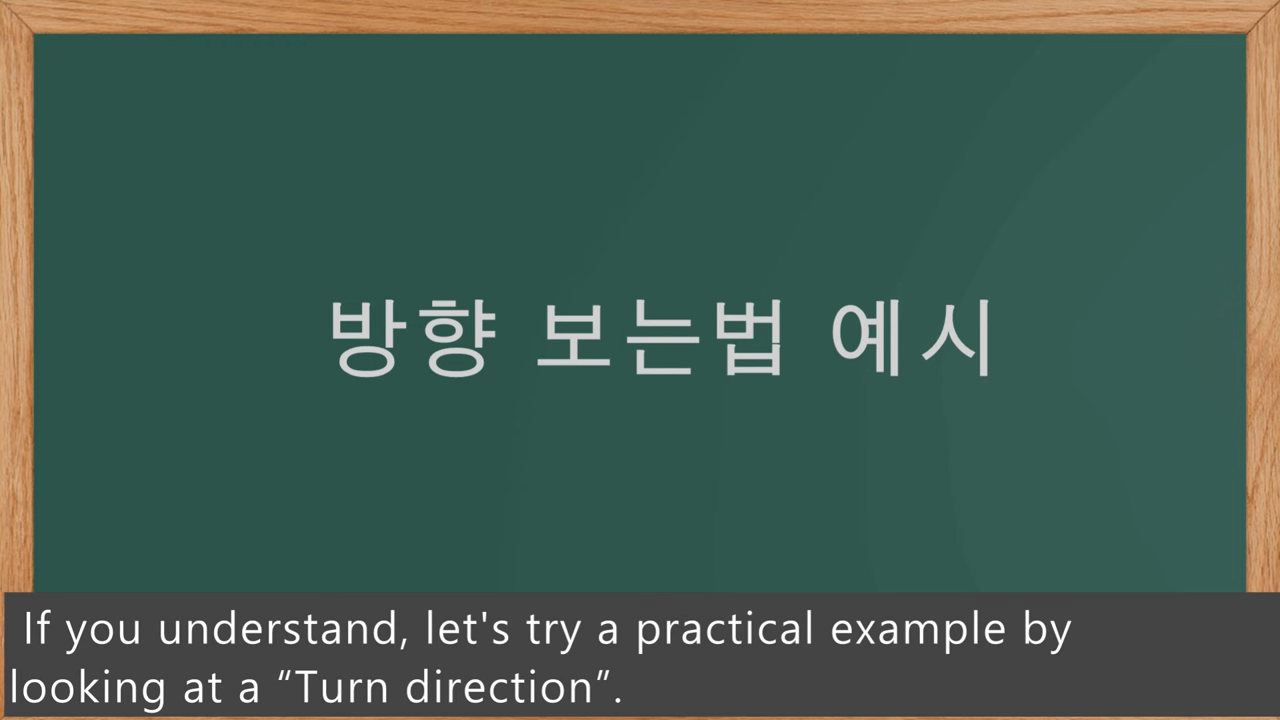 방향 보는법 예시
If you understand, let's try a practical example by
looking at a “Turn direction”.